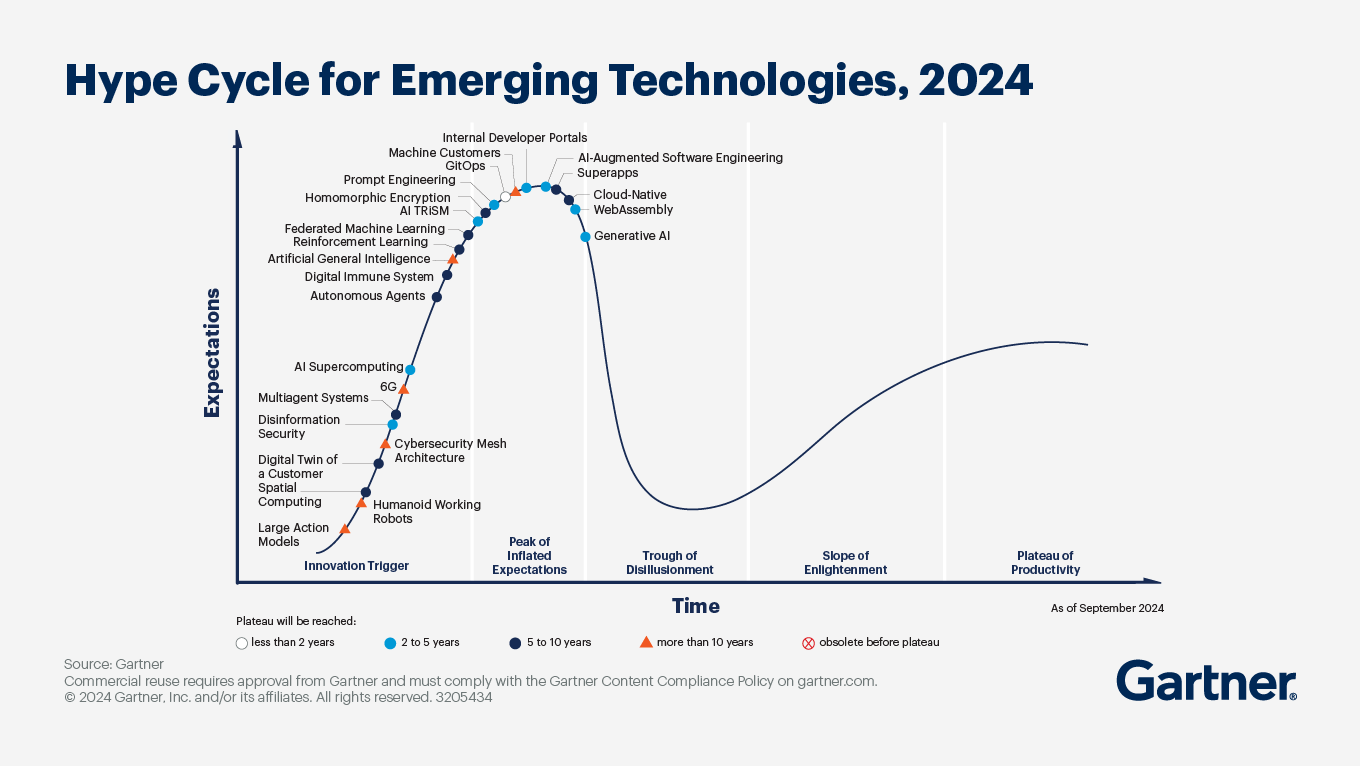 Hype Cycle for Emerging Technologies, 2024
Internal Developer Portals
Machine Customers
GitOps
Prompt Engineering
Homomorphic Encryption
AI TRiSM
Federated Machine Learning
Reinforcement Learning
Artificial General Intelligence
Digital Immune System
Autonomous Agents
AI Supercomputing
6G
Multiagent Systems
Disinformation
Security
Cybersecurity Mesh
Architecture
Digital Twin of
a Customer
Spatial
Computing
Humanoid Working
Robots
Large Action
Models
AI-Augmented Software Engineering
Superapps
Cloud-Native
WebAssembly
Generative AI
Expectations
Innovation Trigger
Peak of
Inflated
Expectations
Trough of
Disillusionment
Slope of
Enlightenment
Plateau of
Productivity
Time
As of September 2024
Plateau will be reached:
less than 2 years
2 to 5 years
5 to 10 years
more than 10 years
obsolete before plateau
Source: Gartner
Commercial reuse requires approval from Gartner and must comply with the Gartner Content Compliance Policy on gartner.com.
© 2024 Gartner, Inc. and/or its affiliates. All rights reserved. 3205434
Gartner®